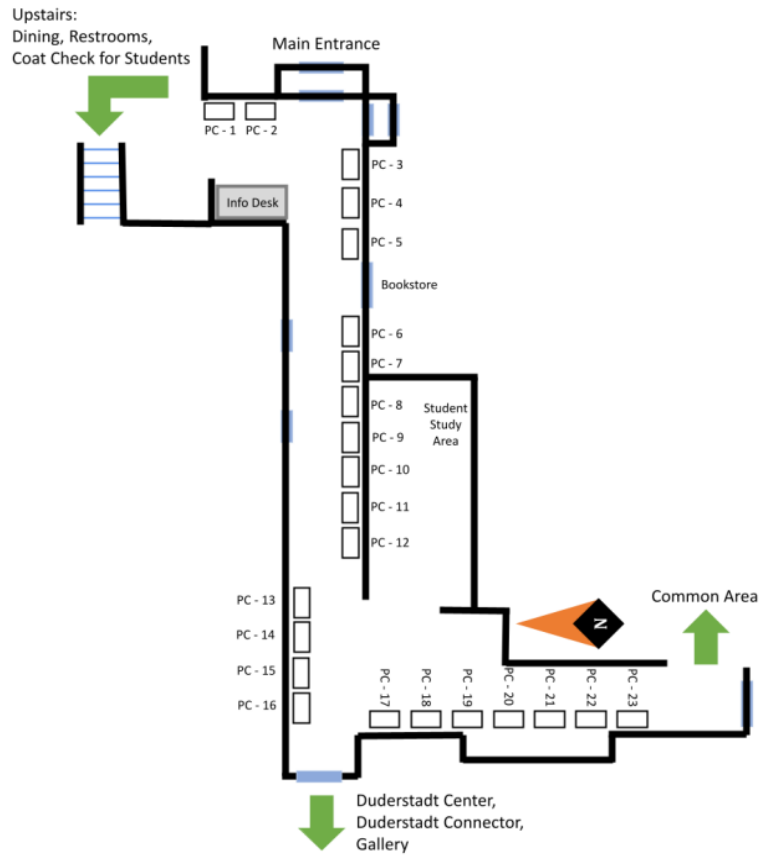 Upstairs:
Dining, Restrooms,
Coat Check for Students
Main Entrance
PC - 1
PC - 2
PC - 3
Info Desk
PC - 4
PC - 5
Bookstore
PC - 6
PC - 7
PC - 8
Student
Study
Area
PC - 9
PC - 10
PC - 11
PC - 12
PC - 13
PC - 14
PC - 15
PC - 16
Common Area
N
PC - 17
PC - 18
PC - 19
PC - 20
PC - 21
PC - 22
PC - 23
Duderstadt Center,
Duderstadt Connector,
Gallery